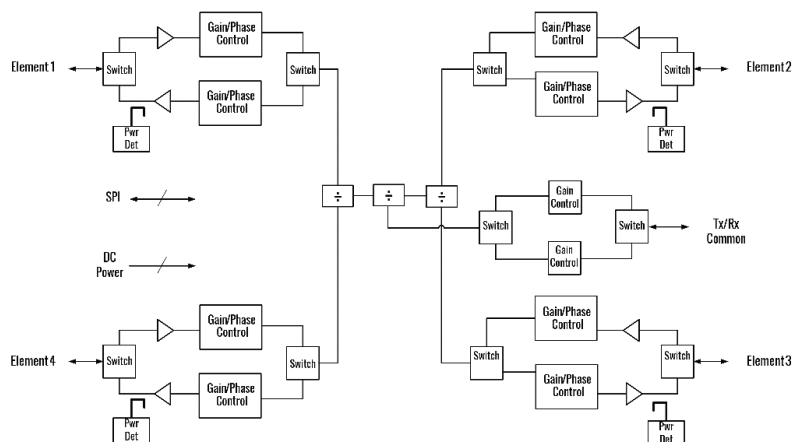 Element 1
Switch
Gain/Phase
Control
Gain/Phase
Control
Switch
Pwr
Det
Switch
Gain/Phase
Control
Gain/Phase
Control
Switch
Element 2
Pwr
Det
SPI
DC
Power
÷
÷
÷
Switch
Gain
Control
Gain
Control
Switch
Tx/Rx
Common
Element 4
Switch
Gain/Phase
Control
Gain/Phase
Control
Switch
Pwr
Det
Switch
Gain/Phase
Control
Gain/Phase
Control
Switch
Element 3
Pwr
Det